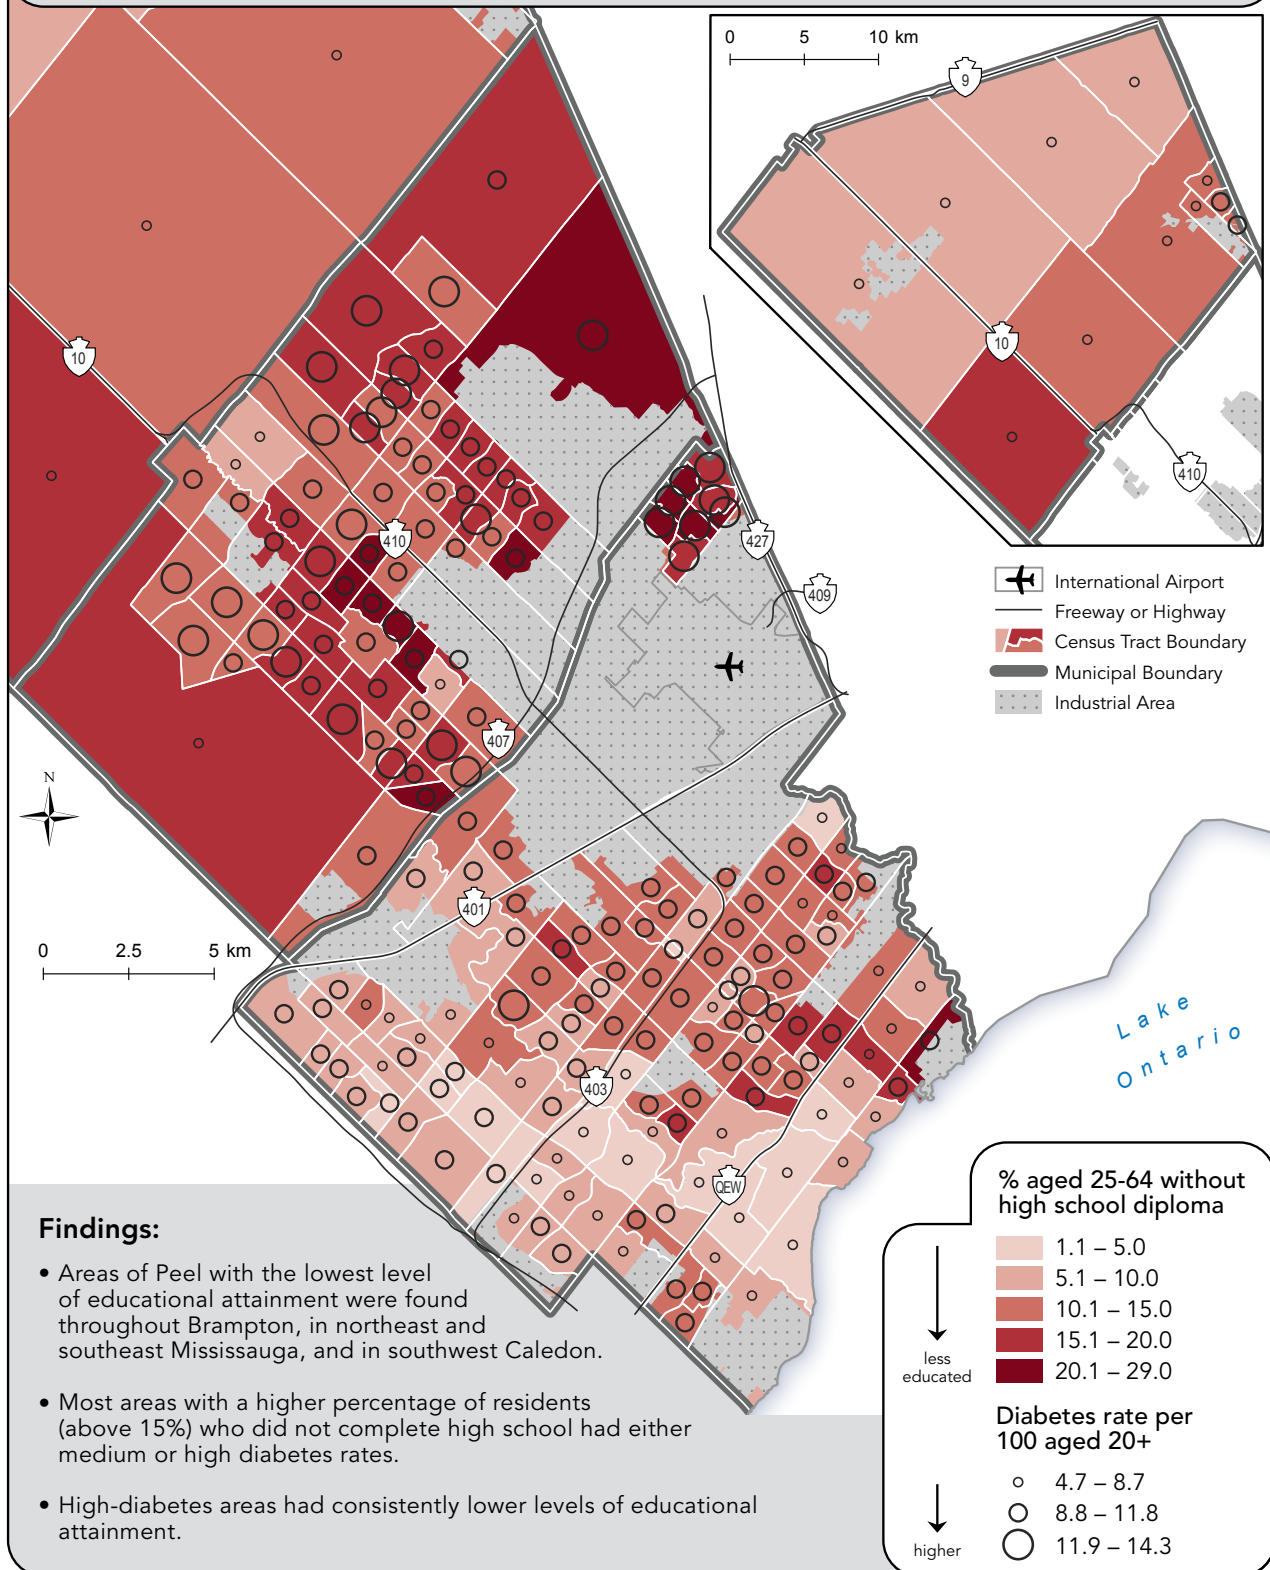 0 5 10 km
9
10
410
10
410
427
409
407
401
403
QEW
International Airport
Freeway or Highway
Census Tract Boundary
Municipal Boundary
Industrial Area
N
0 2.5 5 km
Lake
Ontario
Findings:
• Areas of Peel with the lowest level
of educational attainment were found
throughout Brampton, in northeast and
southeast Mississauga, and in southwest Caledon.
• Most areas with a higher percentage of residents
(above 15%) who did not complete high school had either
medium or high diabetes rates.
• High-diabetes areas had consistently lower levels of educational
attainment.
% aged 25-64 without
high school diploma
1.1 – 5.0
5.1 – 10.0
10.1 – 15.0
15.1 – 20.0
20.1 – 29.0
less
educated
Diabetes rate per
100 aged 20+
4.7 – 8.7
8.8 – 11.8
11.9 – 14.3
higher